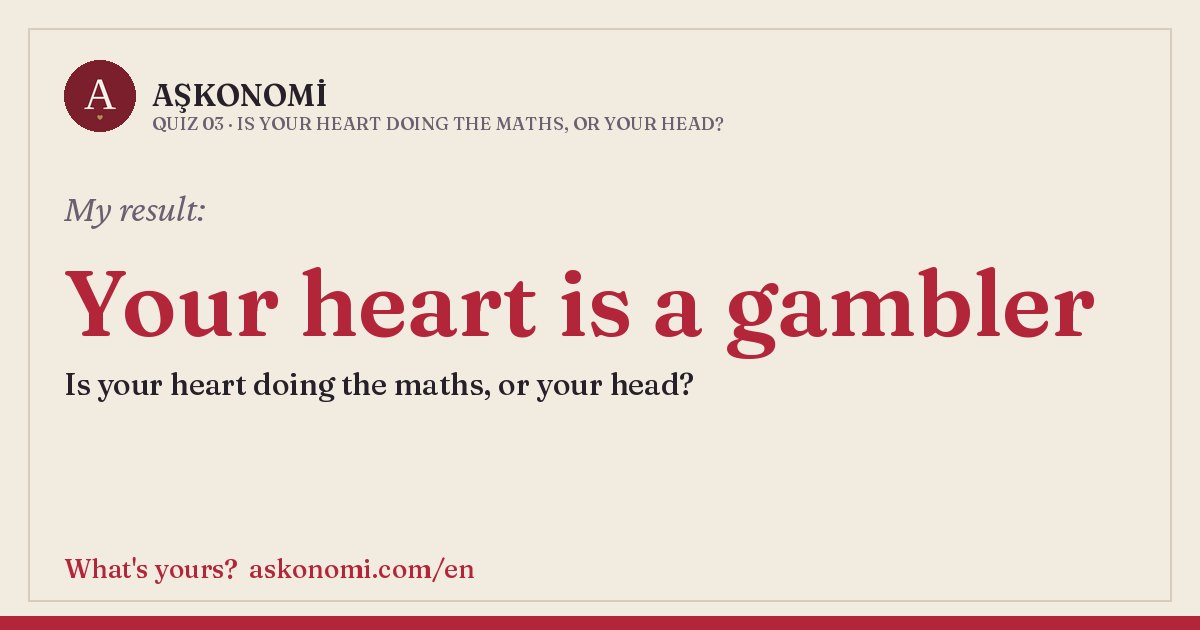 A
AŞKONOMİ
QUIZ 03 · IS YOUR HEART DOING THE MATHS, OR YOUR HEAD?
My result:
Your heart is a gambler
Is your heart doing the maths, or your head?
What's yours? askonomi.com/en